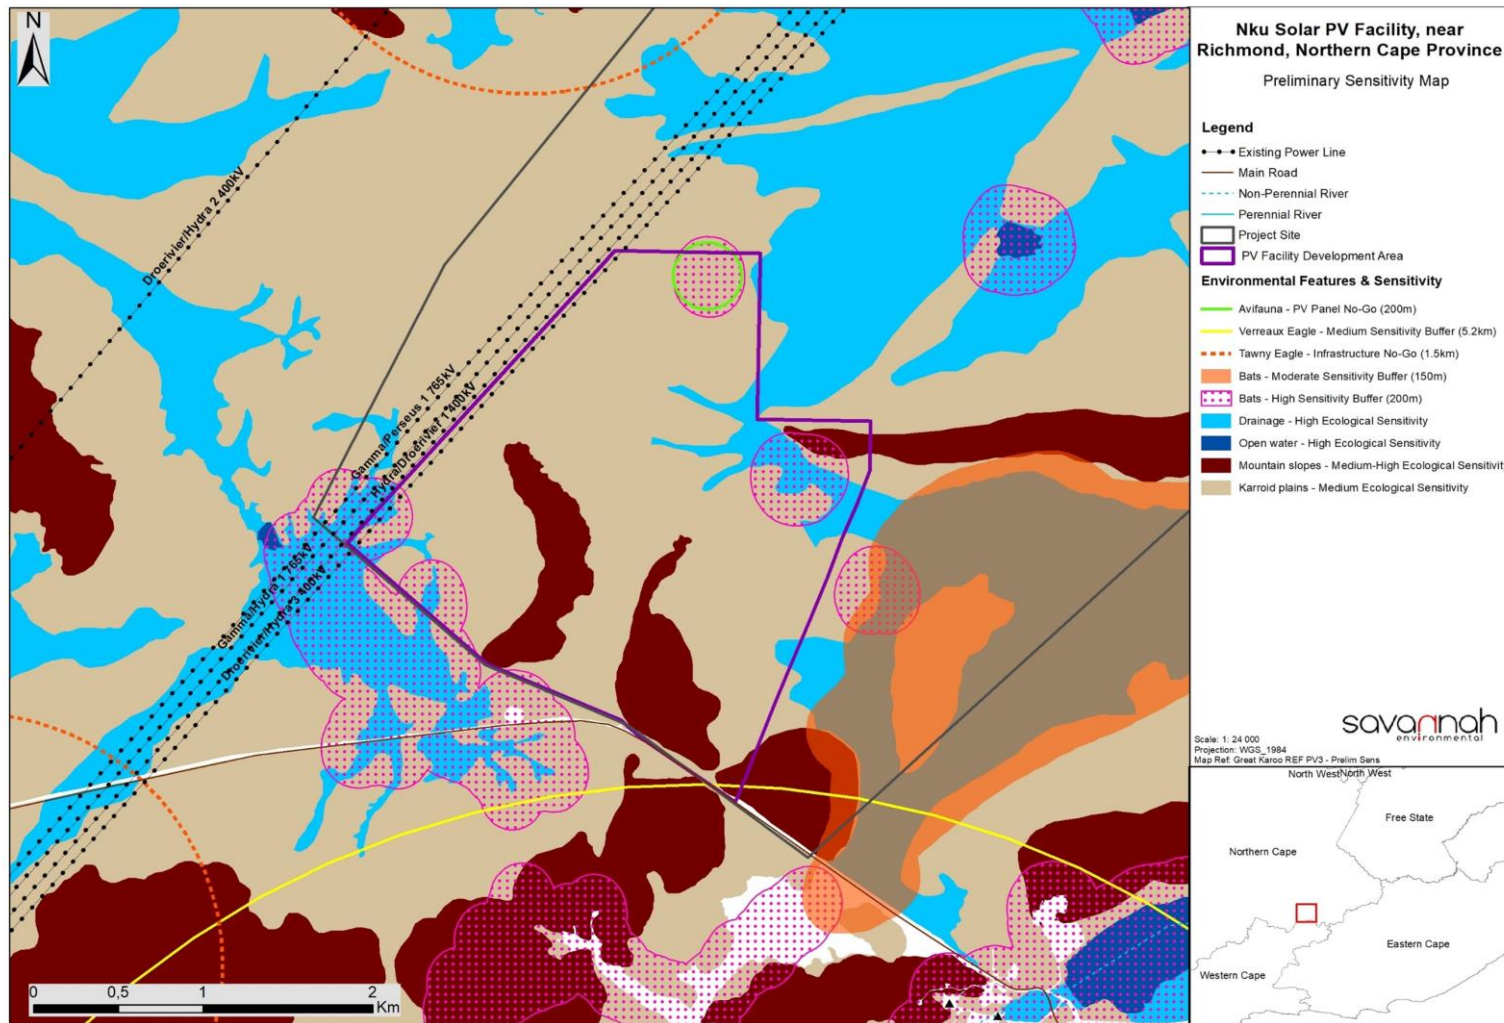 N
Droerivier/Hydra 2 400kV
Gamma/Perseus 1 765kV
Hydra/Droerivier 1 400kV
Gamma/Hydra 1 765kV
Droerivier/Hydra 3 400kV
0 0,5 1 2
Km
Nku Solar PV Facility, near
Richmond, Northern Cape Province
Preliminary Sensitivity Map
Legend
Existing Power Line
Main Road
Non-Perennial River
Perennial River
Project Site
PV Facility Development Area
Environmental Features & Sensitivity
Avifauna - PV Panel No-Go (200m)
Verreaux Eagle - Medium Sensitivity Buffer (5.2km)
Tawny Eagle - Infrastructure No-Go (1.5km)
Bats - Moderate Sensitivity Buffer (150m)
Bats - High Sensitivity Buffer (200m)
Drainage - High Ecological Sensitivity
Open water - High Ecological Sensitivity
Mountain slopes - Medium-High Ecological Sensitivit
Karroid plains - Medium Ecological Sensitivity
savannah
environmental
Scale: 1: 24 000
Projection: WGS_1984
Map Ref: Great Karoo REF PV3 - Prelim Sens
North West North West
Free State
Northern Cape
Eastern Cape
Western Cape